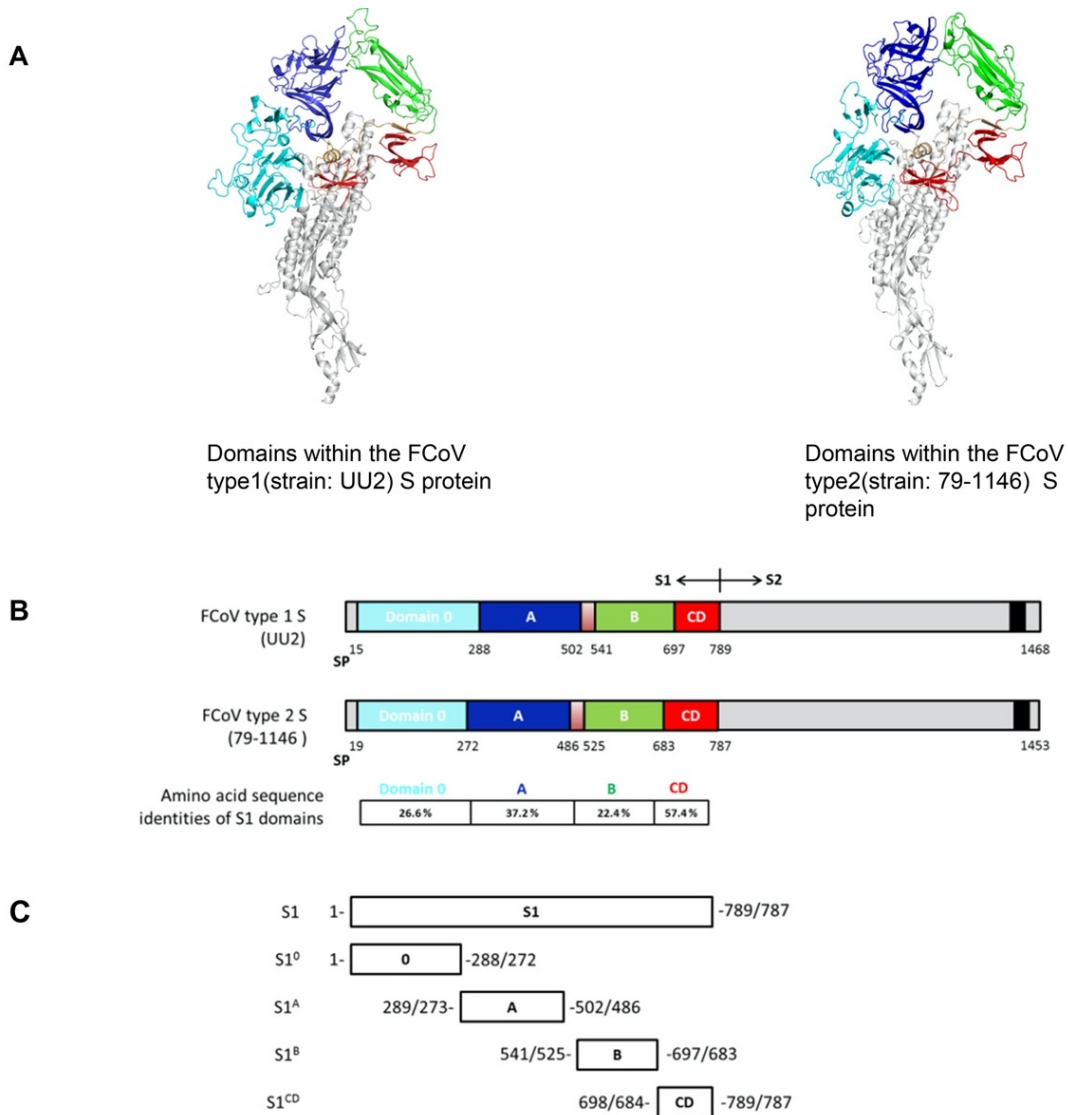 A
Domains within the FCoV
type1(strain: UU2) S protein
Domains within the FCoV
type2(strain: 79-1146) S
protein
B
S1 S2
FCoV type 1 S
(UU2)
Domain 0 A B CD
SP 15 288 502 541 697 789 1468
FCoV type 2 S
(79-1146 )
Domain 0 A B CD
SP 19 272 486 525 683 787 1453
Amino acid sequence
identities of S1 domains
Domain 0 A B CD
26.6% 37.2% 22.4% 57.4%
C
S1 1- S1 -789/787
S1⁰ 1- 0 -288/272
S1ᴬ 289/273- A -502/486
S1ᴮ 541/525- B -697/683
S1ᶜᴰ 698/684- CD -789/787